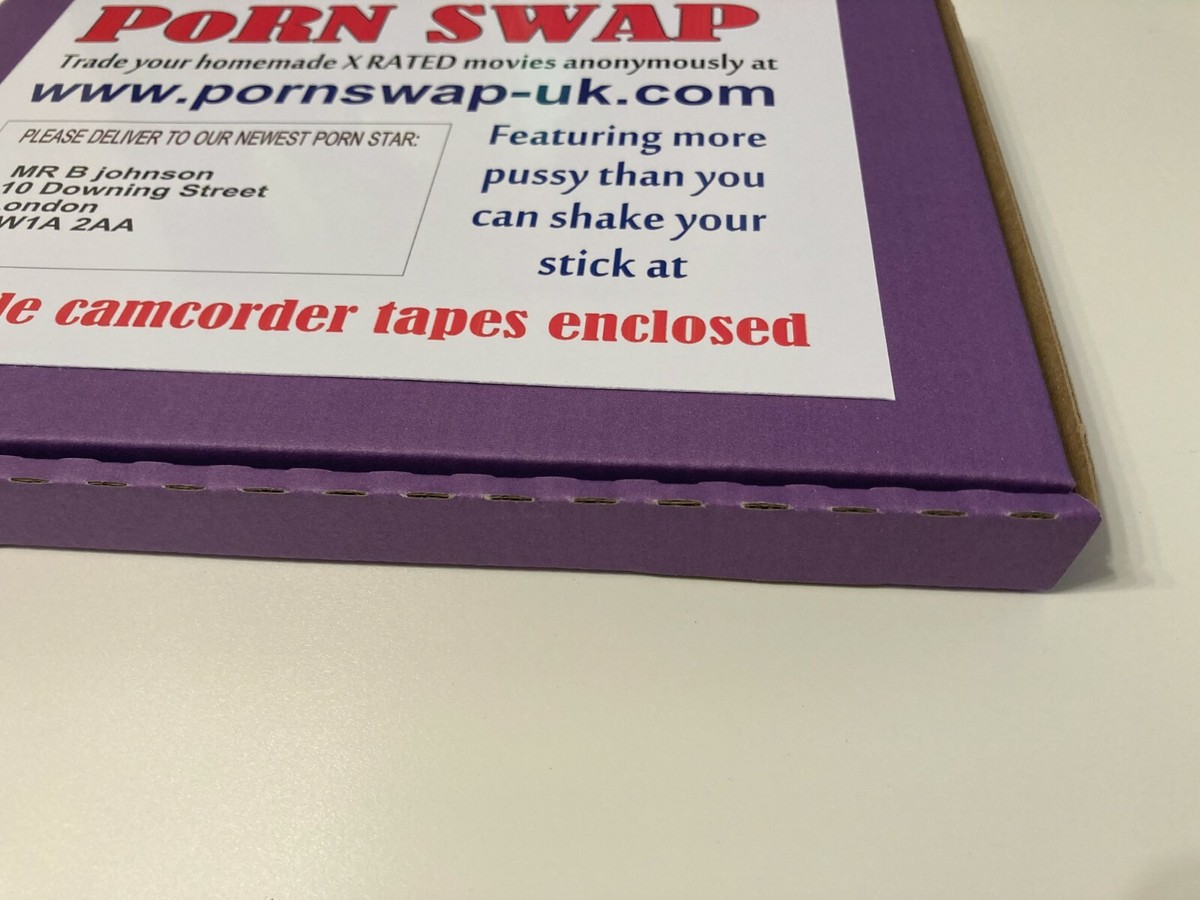 PoRN SWAP
Trade your homemade X RATED movies anonymously at
www.pornswap-uk.com
PLEASE DELIVER TO OUR NEWEST PORN STAR:
MR B johnson
10 Downing Street
ondon
W1A 2AA
Featuring more
pussy than you
can shake your
stick at
le camcorder tapes enclosed